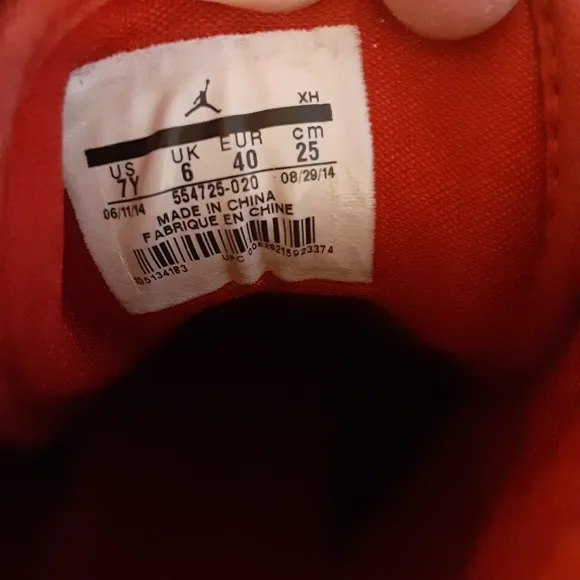 XH
US UK EUR cm
7Y 6 40 25
06/11/14 554725-020 08/29/14
MADE IN CHINA
FABRIQUE EN CHINE
UPC